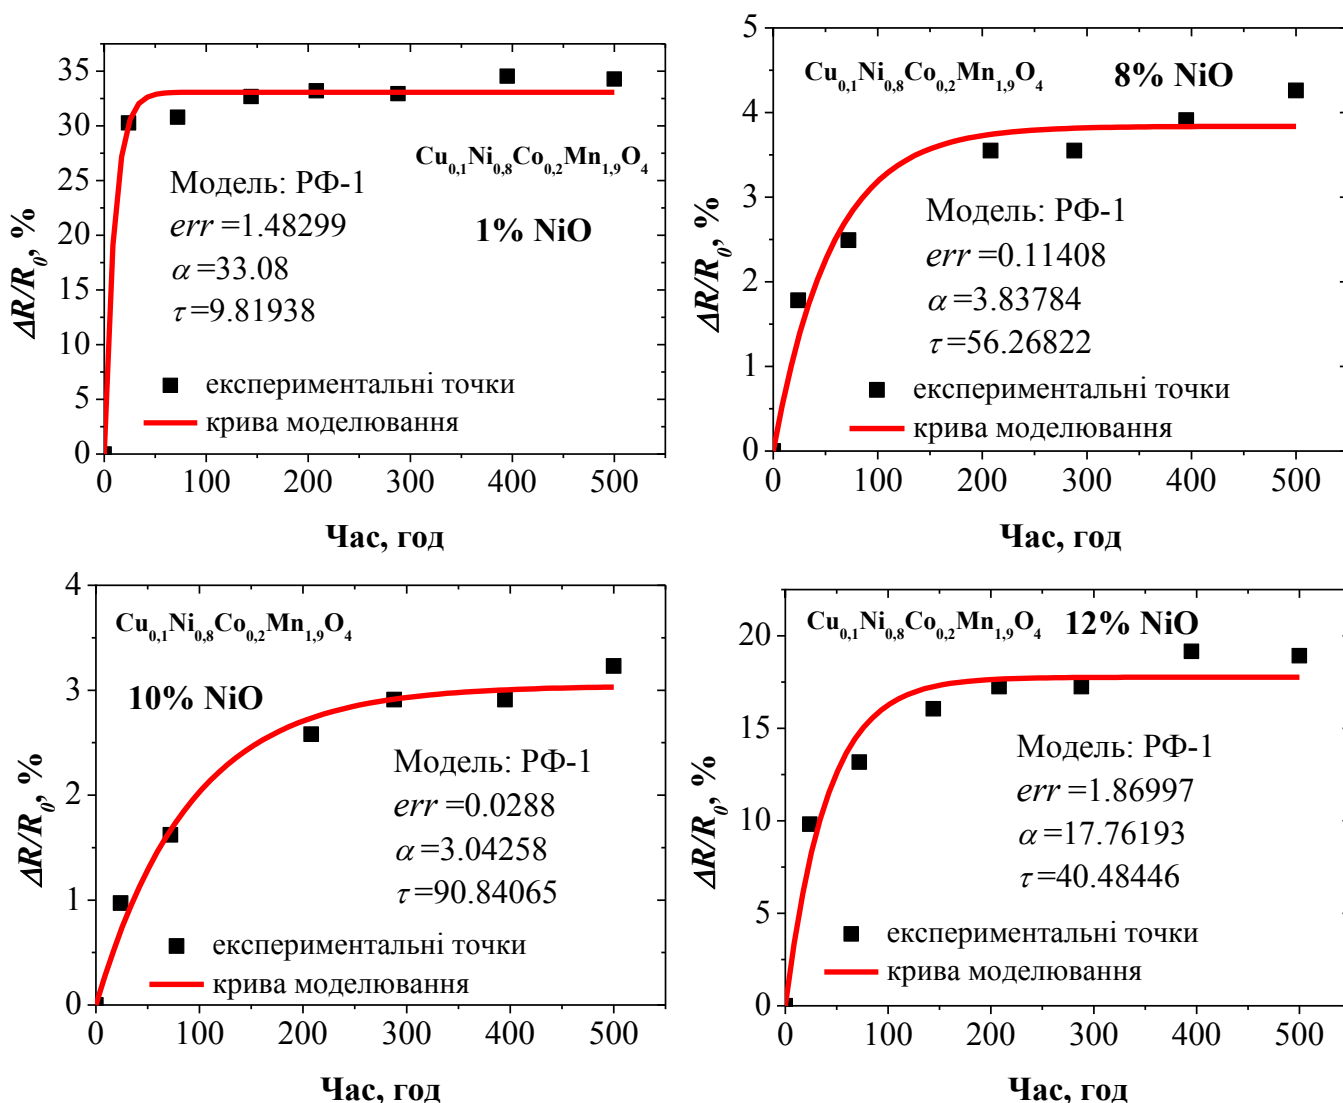 35
30
25
20
15
10
5
0
ΔR/R₀, %
Cu₀,₁Ni₀,₈Co₀,₂Mn₁,₉O₄
1% NiO
Модель: РФ-1
err =1.48299
α =33.08
τ =9.81938
експериментальні точки
крива моделювання
0 100 200 300 400 500
Час, год
5
4
3
2
1
0
ΔR/R₀, %
Cu₀,₁Ni₀,₈Co₀,₂Mn₁,₉O₄ 8% NiO
Модель: РФ-1
err =0.11408
α =3.83784
τ =56.26822
експериментальні точки
крива моделювання
0 100 200 300 400 500
Час, год
4
3
2
1
0
ΔR/R₀, %
Cu₀,₁Ni₀,₈Co₀,₂Mn₁,₉O₄
10% NiO
Модель: РФ-1
err =0.0288
α =3.04258
τ =90.84065
експериментальні точки
крива моделювання
0 100 200 300 400 500
Час, год
20
15
10
5
0
ΔR/R₀, %
Cu₀,₁Ni₀,₈Co₀,₂Mn₁,₉O₄ 12% NiO
Модель: РФ-1
err =1.86997
α =17.76193
τ =40.48446
експериментальні точки
крива моделювання
0 100 200 300 400 500
Час, год